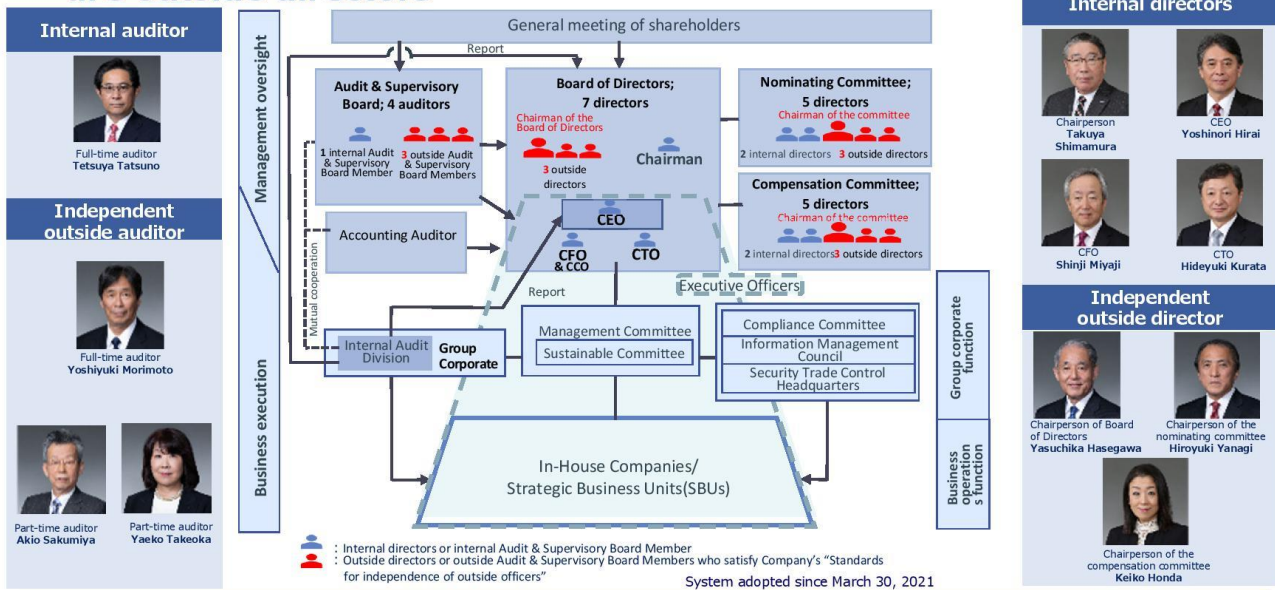 Internal auditor
Full-time auditor
Tetsuya Tatsuno
Independent
outside auditor
Full-time auditor
Yoshiyuki Morimoto
Part-time auditor
Akio Sakumiya
Part-time auditor
Yaeko Takeoka
Management oversight
Business execution
General meeting of shareholders
Report
Audit & Supervisory
Board; 4 auditors
1 internal Audit
& Supervisory
Board Member
3 outside Audit
& Supervisory
Board Members
Board of Directors;
7 directors
Chairman of the
Board of Directors
3 outside
directors
Chairman
CEO
CFO
& CCO
CTO
Nominating Committee;
5 directors
Chairman of the committee
2 internal directors 3 outside directors
Compensation Committee;
5 directors
Chairman of the committee
2 internal directors3 outside directors
Accounting Auditor
Mutual cooperation
Report
Executive Officers
Internal Audit
Division
Group
Corporate
Management Committee
Sustainable Committee
Compliance Committee
Information Management
Council
Security Trade Control
Headquarters
In-House Companies/
Strategic Business Units(SBUs)
Group corporate
function
Business
operation
s function
: Internal directors or internal Audit & Supervisory Board Member
: Outside directors or outside Audit & Supervisory Board Members who satisfy Company's "Standards
for independence of outside officers"
System adopted since March 30, 2021
Internal directors
Chairperson
Takuya
Shimamura
CEO
Yoshinori Hirai
CFO
Shinji Miyaji
CTO
Hideyuki Kurata
Independent
outside director
Chairperson of Board
of Directors
Yasuchika Hasegawa
Chairperson of the
nominating committee
Hiroyuki Yanagi
Chairperson of the
compensation committee
Keiko Honda